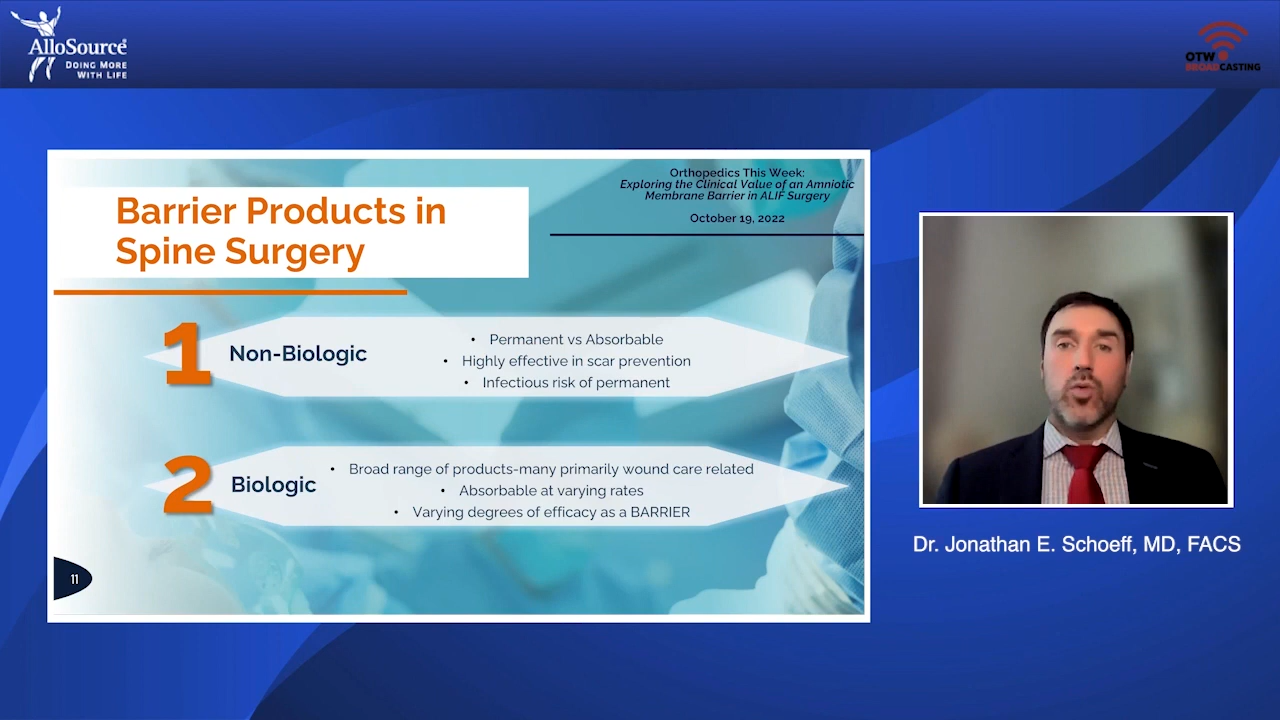 AlloSource®
DOING MORE
WITH LIFE
OTW
BROADCASTING
Orthopedics This Week:
Exploring the Clinical Value of an Amniotic
Membrane Barrier in ALIF Surgery
October 19, 2022
Barrier Products in
Spine Surgery
1
Non-Biologic
• Permanent vs Absorbable
• Highly effective in scar prevention
• Infectious risk of permanent
2
Biologic
• Broad range of products-many primarily wound care related
• Absorbable at varying rates
• Varying degrees of efficacy as a BARRIER
11
Dr. Jonathan E. Schoeff, MD, FACS